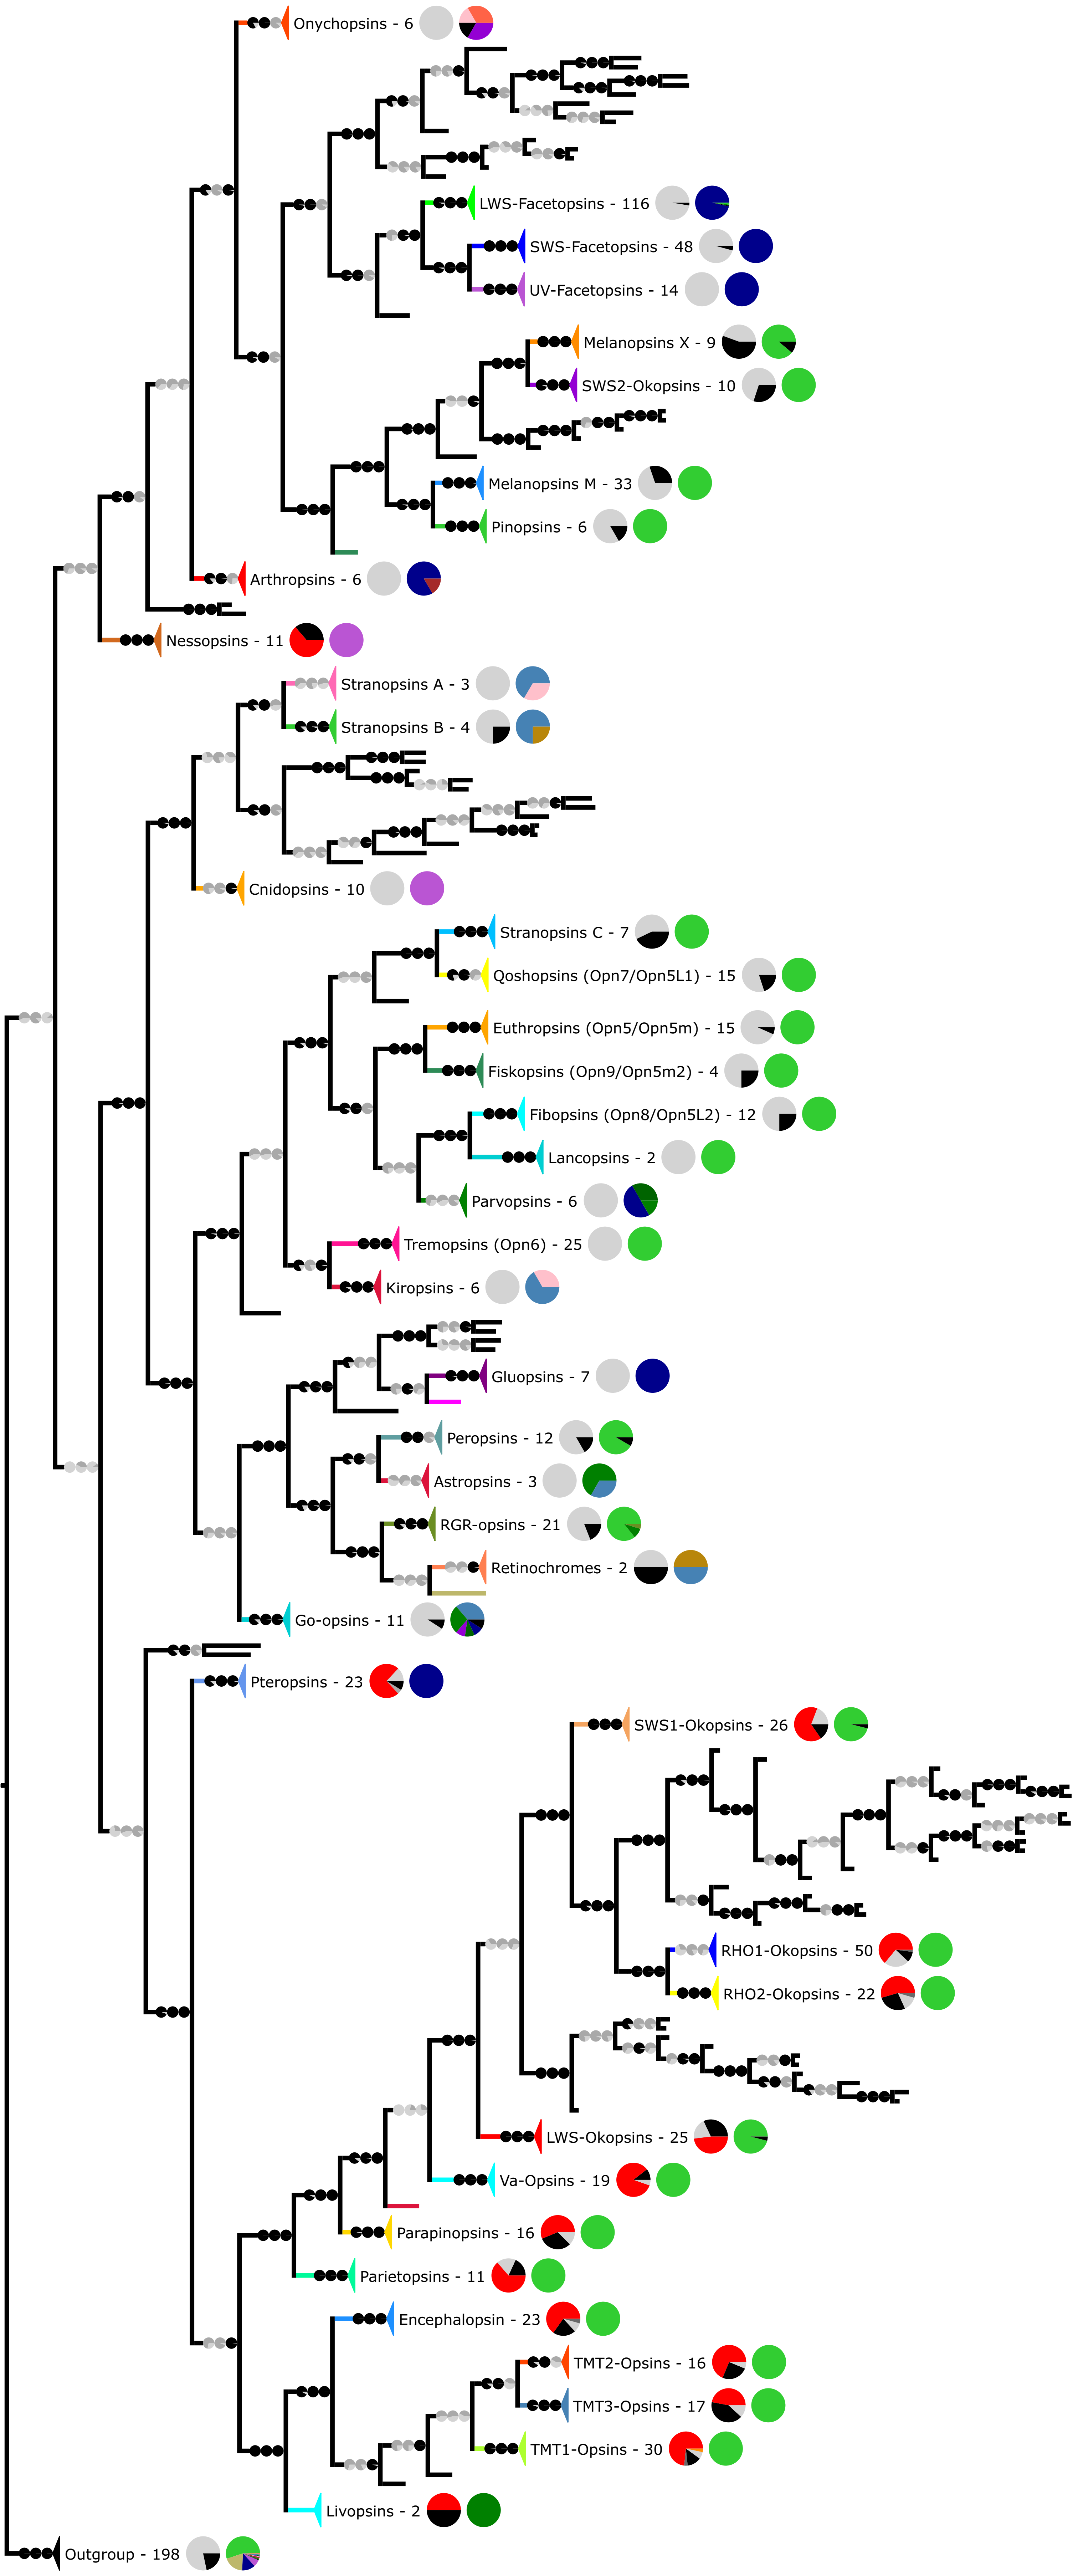 Onychopsins - 6
LWS-Facetopsins - 116
SWS-Facetopsins - 48
UV-Facetopsins - 14
Melanopsins X - 9
SWS2-Okopsins - 10
Melanopsins M - 33
Pinopsins - 6
Arthropsins - 6
Nessopsins - 11
Stranopsins A - 3
Stranopsins B - 4
Cnidopsins - 10
Stranopsins C - 7
Qoshopsins (Opn7/Opn5L1) - 15
Euthropsins (Opn5/Opn5m) - 15
Fiskopsins (Opn9/Opn5m2) - 4
Fibopsins (Opn8/Opn5L2) - 12
Lancopsins - 2
Parvopsins - 6
Tremopsins (Opn6) - 25
Kiropsins - 6
Gluopsins - 7
Peropsins - 12
Astropsins - 3
RGR-opsins - 21
Retinochromes - 2
Go-opsins - 11
Pteropsins - 23
SWS1-Okopsins - 26
RHO1-Okopsins - 50
RHO2-Okopsins - 22
LWS-Okopsins - 25
Va-Opsins - 19
Parapinopsins - 16
Parietopsins - 11
Encephalopsin - 23
TMT2-Opsins - 16
TMT3-Opsins - 17
TMT1-Opsins - 30
Livopsins - 2
Outgroup - 198